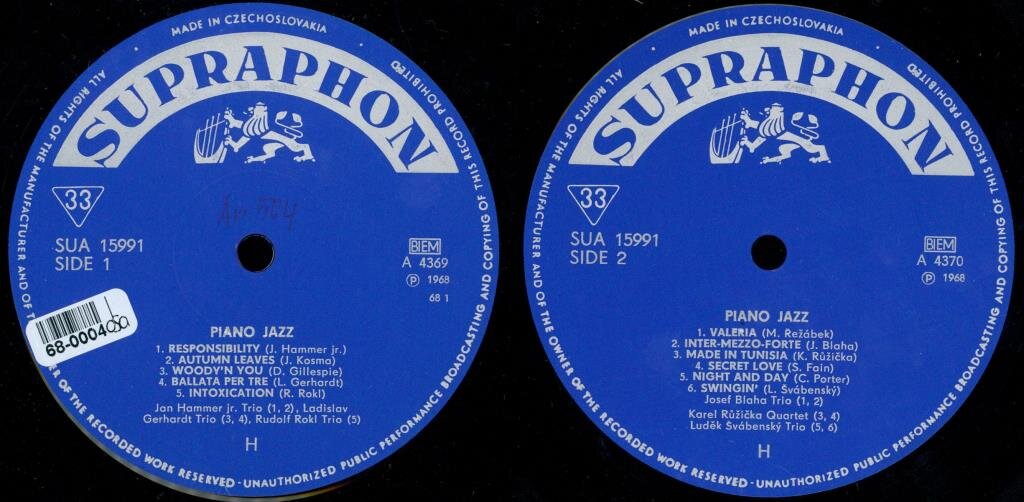 MADE IN CZECHOSLOVAKIA
ALL RIGHTS OF THE MANUFACTURER AND OF T
E OWNER OF THE RECORDED WORK RESERVED - UNAUTHORIZED PUBLIC PERFORMANCE BROADCASTING AND COPYING OF THIS RECORD PROHIBITED
SUPRAPHON
33
SUA 15991
SIDE 1
BIEM
A 4369
Ⓟ 1968
68 1
68-0004
PIANO JAZZ
1. RESPONSIBILITY (J. Hammer jr.)
2. AUTUMN LEAVES (J. Kosma)
3. WOODY'N YOU (D. Gillespie)
4. BALLATA PER TRE (L. Gerhardt)
5. INTOXICATION (R. Rokl)
Jan Hammer jr. Trio (1, 2), Ladislav
Gerhardt Trio (3, 4), Rudolf Rokl Trio (5)
H
MADE IN CZECHOSLOVAKIA
ALL RIGHTS OF THE MANUFACTURER AND OF THE OWNER OF THE RECORDED WORK RESERVED - UNAUTHORIZED PUBLIC PERFORMANCE BROADCASTING AND COPYING OF THIS RECORD PROHIBITED
SUPRAPHON
33
SUA 15991
SIDE 2
BIEM
A 4370
Ⓟ 1968
PIANO JAZZ
1. VALERIA (M. Režábek)
2. INTER-MEZZO-FORTE (J. Blaha)
3. MADE IN TUNISIA (K. Růžička)
4. SECRET LOVE (S. Fain)
5. NIGHT AND DAY (C. Porter)
6. SWINGIN' (L. Švábenský)
Josef Blaha Trio (1, 2)
Karel Růžička Quartet (3, 4)
Luděk Švábenský Trio (5, 6)
H